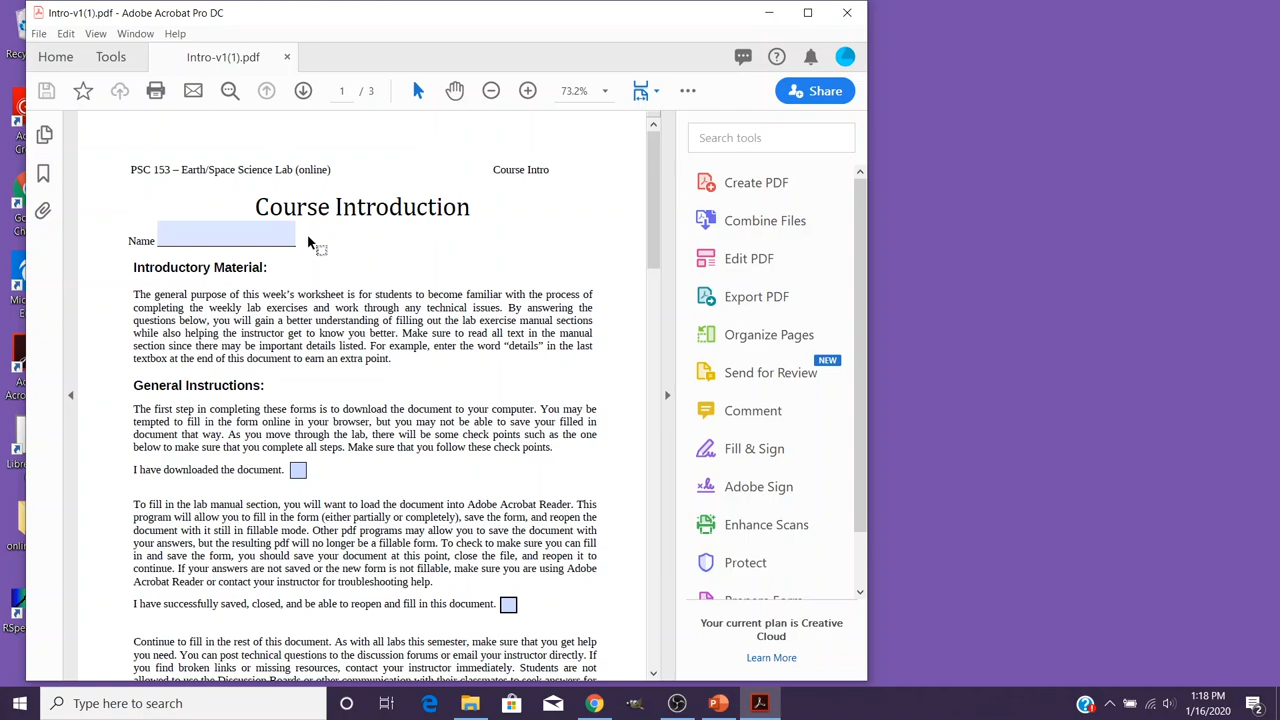 Intro-v1(1).pdf - Adobe Acrobat Pro DC
File Edit View Window Help
Home Tools Intro-v1(1).pdf ×
1 / 3 73.2% Share
PSC 153 – Earth/Space Science Lab (online) Course Intro
Course Introduction
Name
Introductory Material:
The general purpose of this week's worksheet is for students to become familiar with the process of
completing the weekly lab exercises and work through any technical issues. By answering the
questions below, you will gain a better understanding of filling out the lab exercise manual sections
while also helping the instructor get to know you better. Make sure to read all text in the manual
section since there may be important details listed. For example, enter the word “details” in the last
textbox at the end of this document to earn an extra point.
General Instructions:
The first step in completing these forms is to download the document to your computer. You may be
tempted to fill in the form online in your browser, but you may not be able to save your filled in
document that way. As you move through the lab, there will be some check points such as the one
below to make sure that you complete all steps. Make sure that you follow these check points.
I have downloaded the document.
To fill in the lab manual section, you will want to load the document into Adobe Acrobat Reader. This
program will allow you to fill in the form (either partially or completely), save the form, and reopen the
document with it still in fillable mode. Other pdf programs may allow you to save the document with
your answers, but the resulting pdf will no longer be a fillable form. To check to make sure you can fill
in and save the form, you should save your document at this point, close the file, and reopen it to
continue. If your answers are not saved or the new form is not fillable, make sure you are using Adobe
Acrobat Reader or contact your instructor for troubleshooting help.
I have successfully saved, closed, and be able to reopen and fill in this document.
Continue to fill in the rest of this document. As with all labs this semester, make sure that you get help
you need. You can post technical questions to the discussion forums or email your instructor directly. If
you find broken links or missing resources, contact your instructor immediately. Students are not
allowed to use the Discussion Boards or other communication with their classmates to seek answers for
Search tools
Create PDF
Combine Files
Edit PDF
Export PDF
Organize Pages
NEW
Send for Review
Comment
Fill & Sign
Adobe Sign
Enhance Scans
Protect
Prepare Form
Your current plan is Creative
Cloud
Learn More
Recy
Ac
Cr
Go
C
Mic
E
A
Acro
Libre
onlin
RSpe
Type here to search
1:18 PM
1/16/2020
2